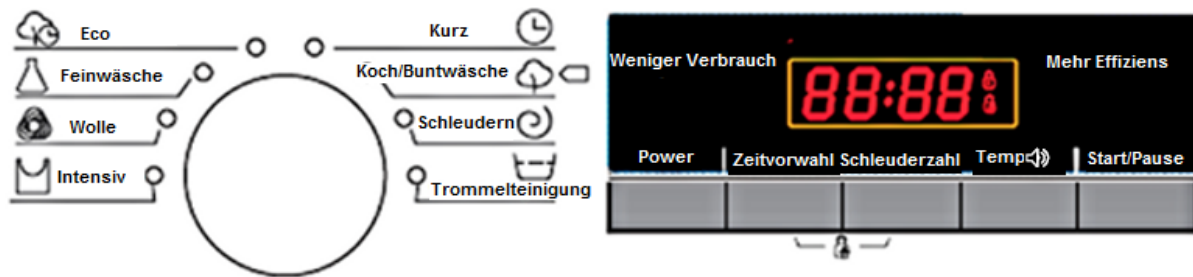 Eco
Kurz
Feinwäsche
Koch/Buntwäsche
Wolle
Schleudern
Intensiv
Trommelteinigung
Weniger Verbrauch
88:88
Mehr Effiziens
Power Zeitvorwahl Schleuderzahl Temp Start/Pause